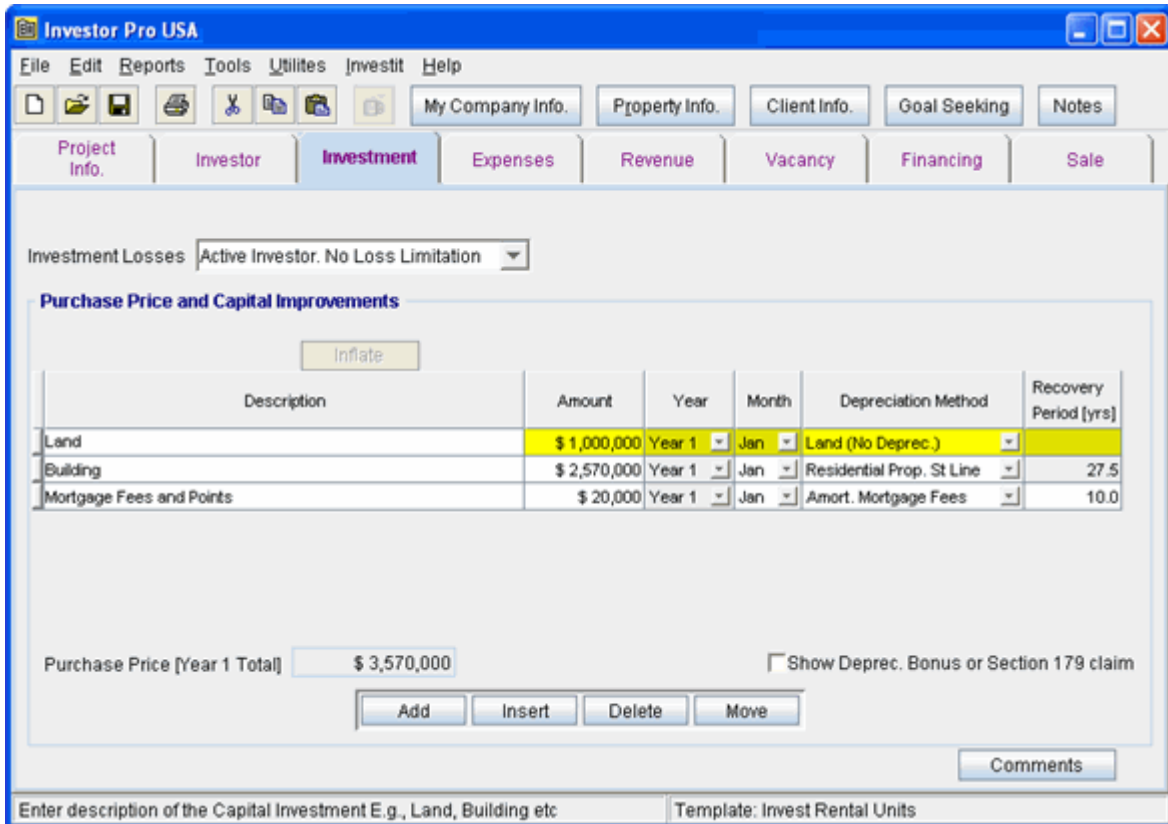 Investor Pro USA
File Edit Reports Tools Utilites Investit Help
My Company Info. Property Info. Client Info. Goal Seeking Notes
Project Info. Investor Investment Expenses Revenue Vacancy Financing Sale
Investment Losses Active Investor. No Loss Limitation
Purchase Price and Capital Improvements
Inflate
Description Amount Year Month Depreciation Method Recovery Period [yrs]
Land $ 1,000,000 Year 1 Jan Land (No Deprec.)
Building $ 2,570,000 Year 1 Jan Residential Prop. St Line 27.5
Mortgage Fees and Points $ 20,000 Year 1 Jan Amort. Mortgage Fees 10.0
Purchase Price [Year 1 Total] $ 3,570,000 Show Deprec. Bonus or Section 179 claim
Add Insert Delete Move
Comments
Enter description of the Capital Investment E.g., Land, Building etc Template: Invest Rental Units